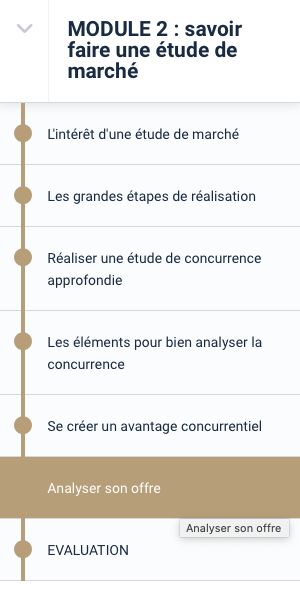 MODULE 2 : savoir
faire une étude de
marché
L'intérêt d'une étude de marché
Les grandes étapes de réalisation
Réaliser une étude de concurrence
approfondie
Les éléments pour bien analyser la
concurrence
Se créer un avantage concurrentiel
Analyser son offre
Analyser son offre
EVALUATION